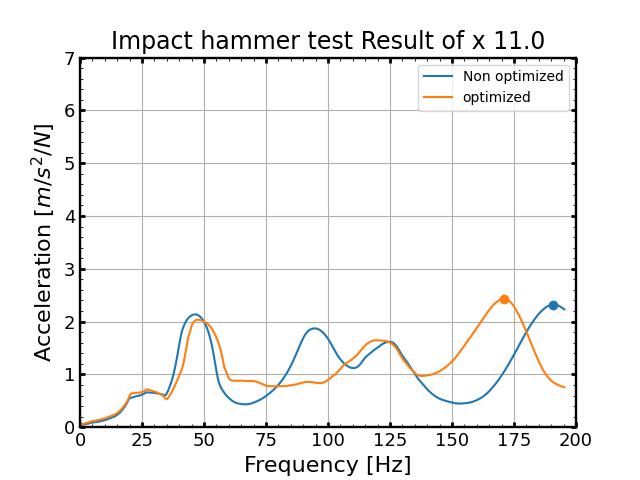 Impact hammer test Result of x 11.0
Non optimized
optimized
7
6
5
4
3
2
1
0
Acceleration [m/s²/N]
0 25 50 75 100 125 150 175 200
Frequency [Hz]